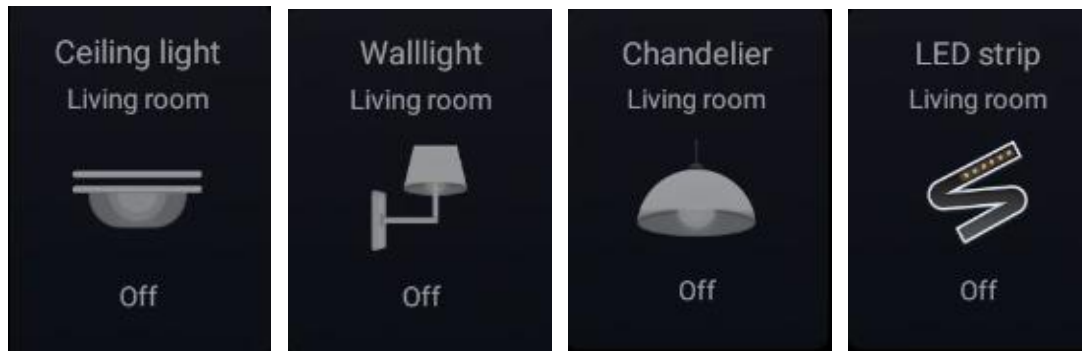 Ceiling light
Living room
Off
Walllight
Living room
Off
Chandelier
Living room
Off
LED strip
Living room
Off